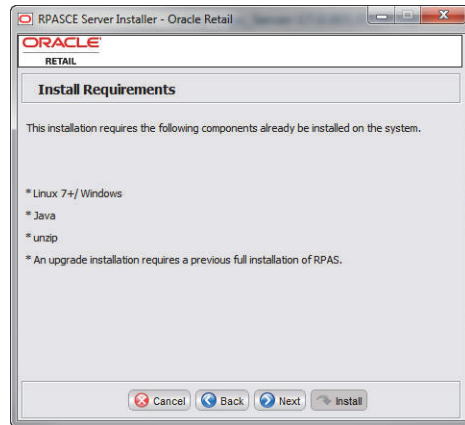 RPASCE Server Installer - Oracle Retail
ORACLE
RETAIL
Install Requirements
This installation requires the following components already be installed on the system.
* Linux 7+/ Windows
* Java
* unzip
* An upgrade installation requires a previous full installation of RPAS.
Cancel Back Next Install